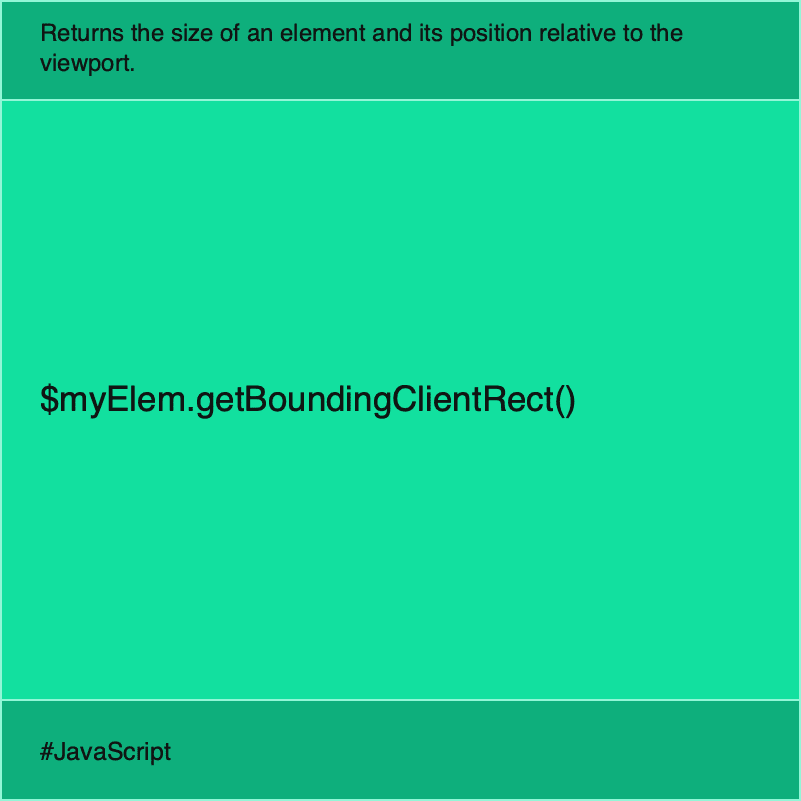 Returns the size of an element and its position relative to the
viewport.
$myElem.getBoundingClientRect()
#JavaScript